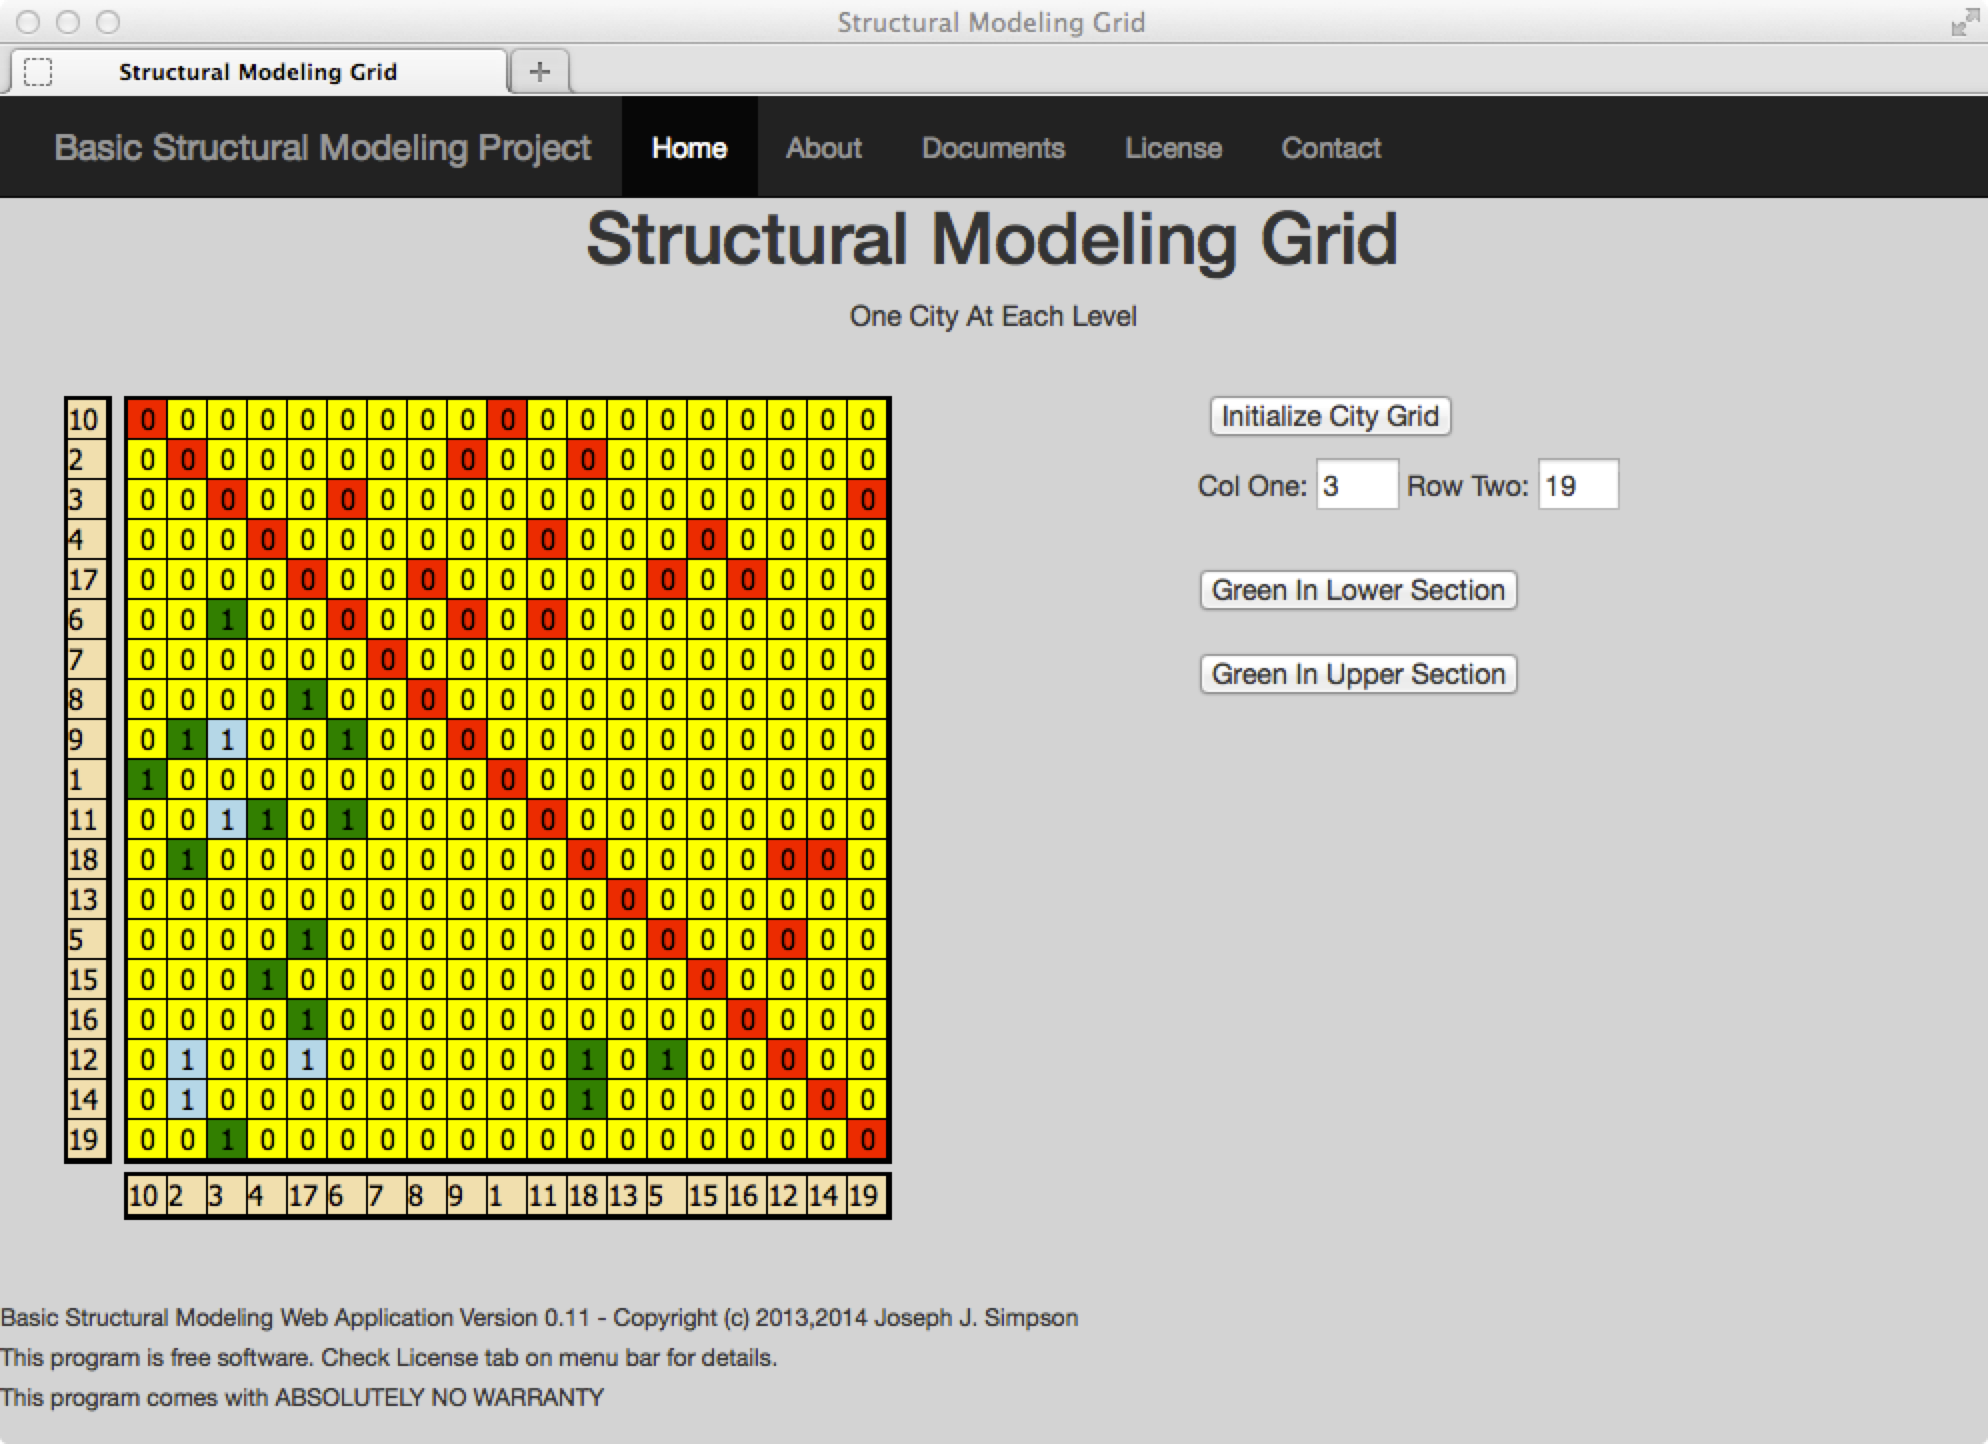 Structural Modeling Grid
Structural Modeling Grid
Basic Structural Modeling Project Home About Documents License Contact
Structural Modeling Grid
One City At Each Level
10 0 0 0 0 0 0 0 0 0 0 0 0 0 0 0 0 0 0 0 Initialize City Grid
2 0 0 0 0 0 0 0 0 0 0 0 0 0 0 0 0 0 0 0
3 0 0 0 0 0 0 0 0 0 0 0 0 0 0 0 0 0 0 0 Col One: 3 Row Two: 19
4 0 0 0 0 0 0 0 0 0 0 0 0 0 0 0 0 0 0 0
17 0 0 0 0 0 0 0 0 0 0 0 0 0 0 0 0 0 0 0 Green In Lower Section
6 0 0 1 0 0 0 0 0 0 0 0 0 0 0 0 0 0 0 0
7 0 0 0 0 0 0 0 0 0 0 0 0 0 0 0 0 0 0 0 Green In Upper Section
8 0 0 0 0 1 0 0 0 0 0 0 0 0 0 0 0 0 0 0
9 0 1 1 0 0 1 0 0 0 0 0 0 0 0 0 0 0 0 0
1 1 0 0 0 0 0 0 0 0 0 0 0 0 0 0 0 0 0 0
11 0 0 1 1 0 1 0 0 0 0 0 0 0 0 0 0 0 0 0
18 0 1 0 0 0 0 0 0 0 0 0 0 0 0 0 0 0 0 0
13 0 0 0 0 0 0 0 0 0 0 0 0 0 0 0 0 0 0 0
5 0 0 0 0 1 0 0 0 0 0 0 0 0 0 0 0 0 0 0
15 0 0 0 1 0 0 0 0 0 0 0 0 0 0 0 0 0 0 0
16 0 0 0 0 1 0 0 0 0 0 0 0 0 0 0 0 0 0 0
12 0 1 0 0 1 0 0 0 0 0 0 1 0 1 0 0 0 0 0
14 0 1 0 0 0 0 0 0 0 0 0 1 0 0 0 0 0 0 0
19 0 0 1 0 0 0 0 0 0 0 0 0 0 0 0 0 0 0 0
10 2 3 4 17 6 7 8 9 1 11 18 13 5 15 16 12 14 19
Basic Structural Modeling Web Application Version 0.11 - Copyright (c) 2013,2014 Joseph J. Simpson
This program is free software. Check License tab on menu bar for details.
This program comes with ABSOLUTELY NO WARRANTY